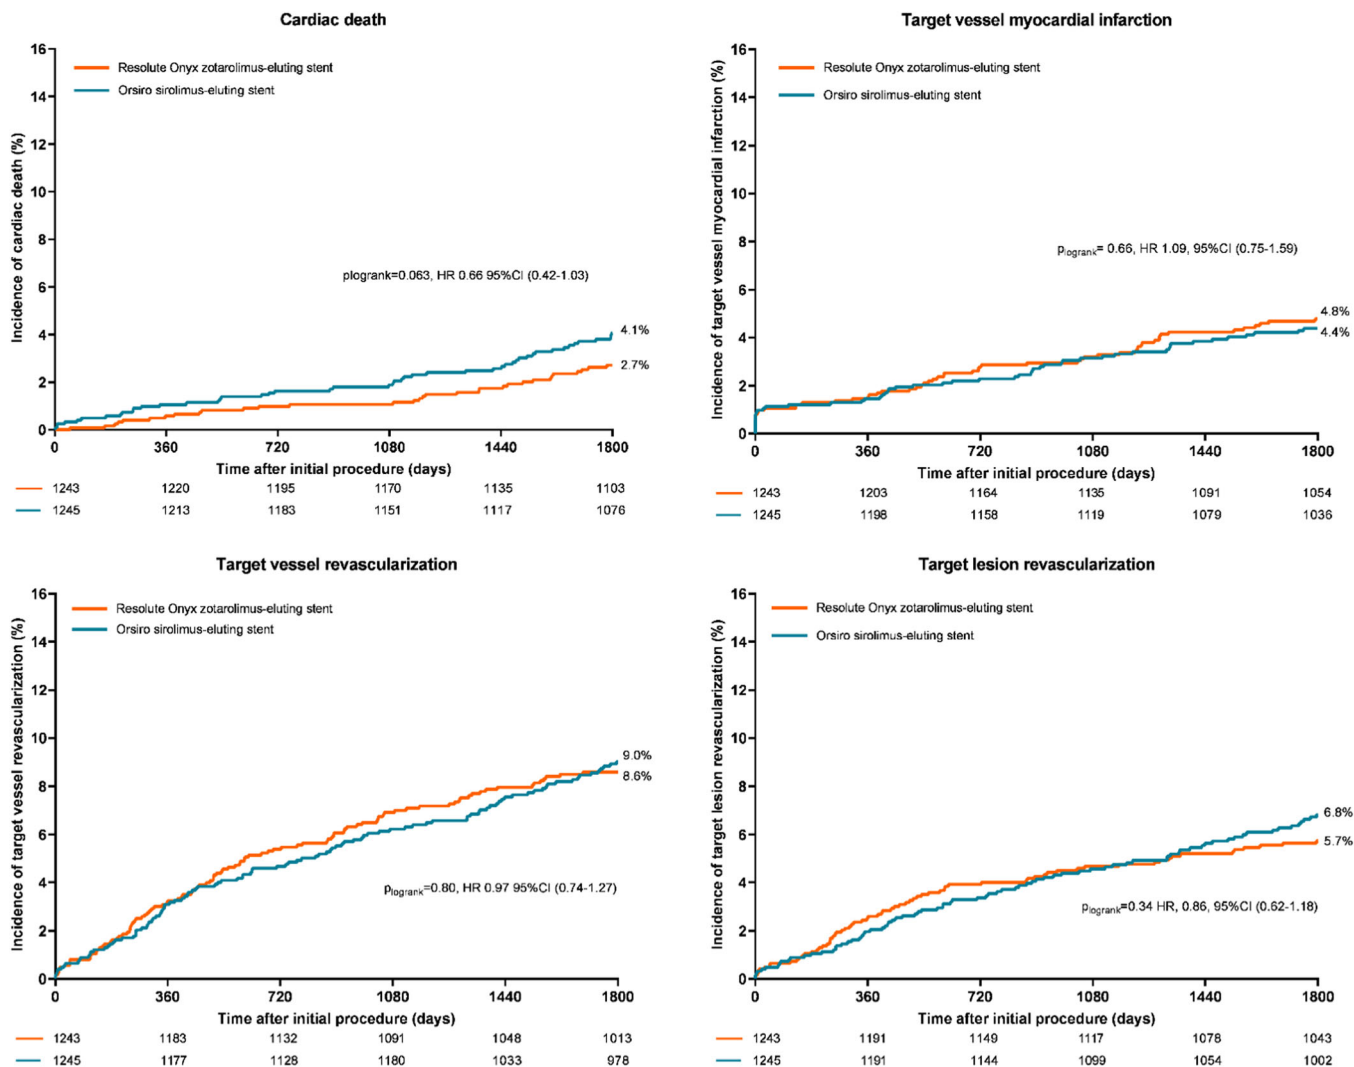 Cardiac death
Incidence of cardiac death (%)
16
14
12
10
8
6
4
2
0
Resolute Onyx zotarolimus-eluting stent
Orsiro sirolimus-eluting stent
plogrank=0.063, HR 0.66 95%CI (0.42-1.03)
4.1%
2.7%
0 360 720 1080 1440 1800
Time after initial procedure (days)
1243 1220 1195 1170 1135 1103
1245 1213 1183 1151 1117 1076
Target vessel myocardial infarction
Incidence of target vessel myocardial infarction (%)
16
14
12
10
8
6
4
2
0
Resolute Onyx zotarolimus-eluting stent
Orsiro sirolimus-eluting stent
plogrank= 0.66, HR 1.09, 95%CI (0.75-1.59)
4.8%
4.4%
0 360 720 1080 1440 1800
Time after initial procedure (days)
1243 1203 1164 1135 1091 1054
1245 1198 1158 1119 1079 1036
Target vessel revascularization
Incidence of target vessel revascularization (%)
16
14
12
10
8
6
4
2
0
Resolute Onyx zotarolimus-eluting stent
Orsiro sirolimus-eluting stent
9.0%
8.6%
plogrank=0.80, HR 0.97 95%CI (0.74-1.27)
0 360 720 1080 1440 1800
Time after initial procedure (days)
1243 1183 1132 1091 1048 1013
1245 1177 1128 1180 1033 978
Target lesion revascularization
Incidence of target lesion revascularization (%)
16
14
12
10
8
6
4
2
0
Resolute Onyx zotarolimus-eluting stent
Orsiro sirolimus-eluting stent
6.8%
5.7%
plogrank=0.34 HR, 0.86, 95%CI (0.62-1.18)
0 360 720 1080 1440 1800
Time after initial procedure (days)
1243 1191 1149 1117 1078 1043
1245 1191 1144 1099 1054 1002